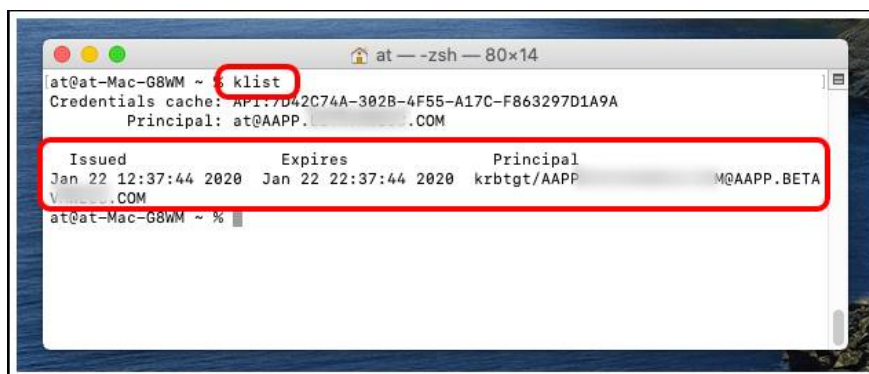 at — -zsh — 80×14
[at@at-Mac-G8WM ~ % klist ]
Credentials cache: API:7D42C74A-302B-4F55-A17C-F863297D1A9A
Principal: at@AAPP. .COM
Issued Expires Principal
Jan 22 12:37:44 2020 Jan 22 22:37:44 2020 krbtgt/AAPP M@AAPP.BETA
.COM
at@at-Mac-G8WM ~ %